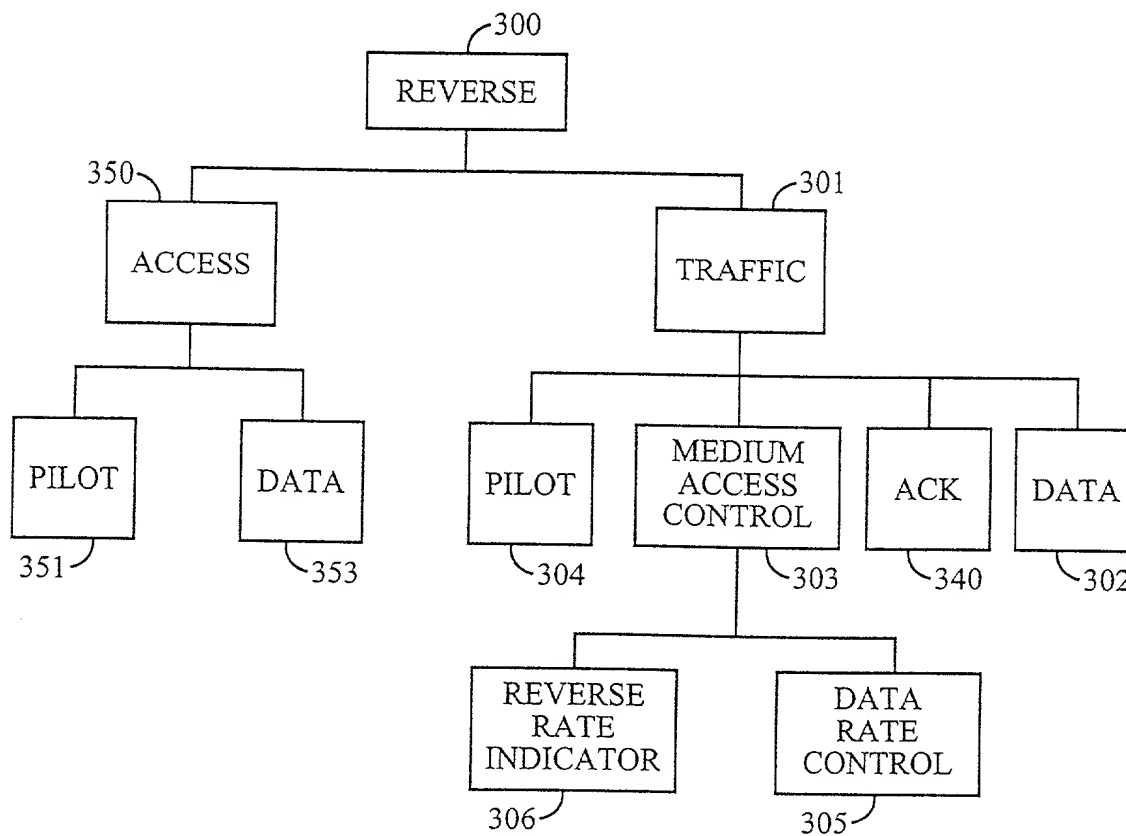 300
REVERSE
350
301
ACCESS
TRAFFIC
PILOT
DATA
PILOT
MEDIUM
ACCESS
CONTROL
ACK
DATA
351
353
304
303
340
302
REVERSE
RATE
INDICATOR
DATA
RATE
CONTROL
306
305